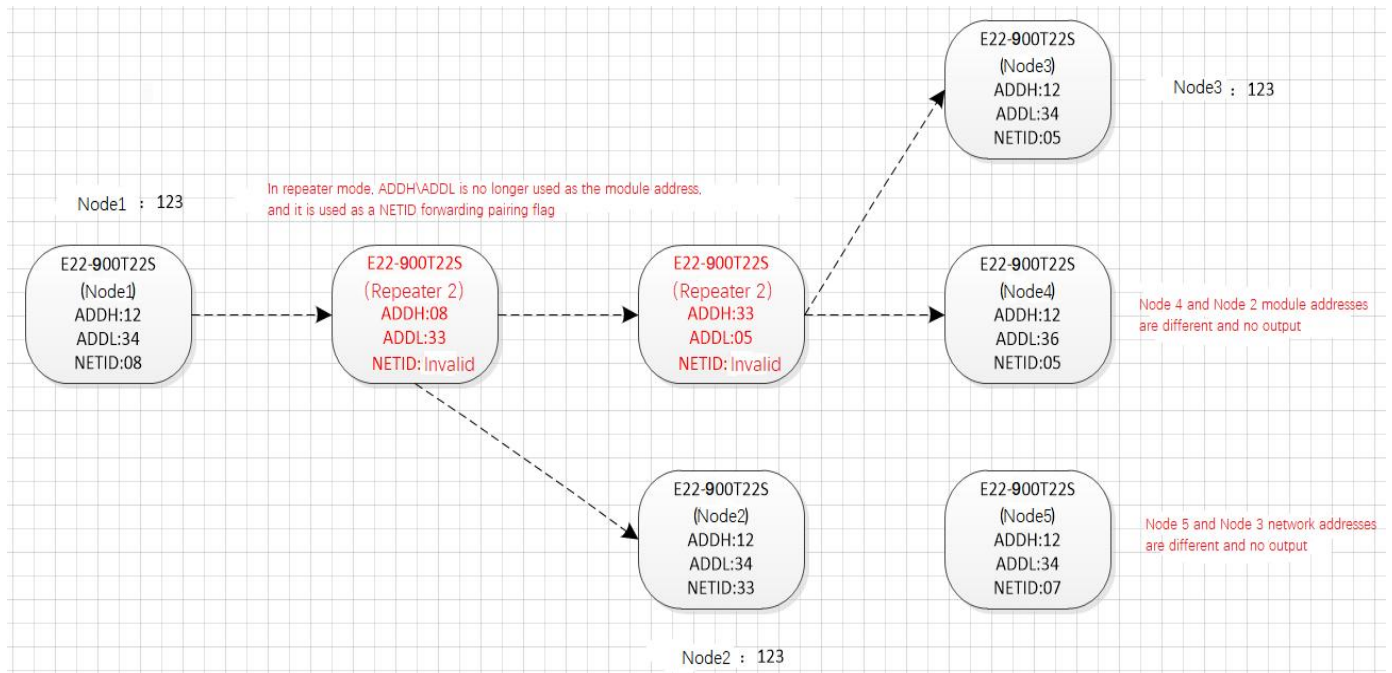 E22-900T22S
(Node3)
ADDH:12
ADDL:34
NETID:05
Node3 : 123
Node1 : 123
In repeater mode, ADDH\ADDL is no longer used as the module address,
and it is used as a NETID forwarding pairing flag
E22-900T22S
(Node1)
ADDH:12
ADDL:34
NETID:08
E22-900T22S
(Repeater 2)
ADDH:08
ADDL:33
NETID: Invalid
E22-900T22S
(Repeater 2)
ADDH:33
ADDL:05
NETID: Invalid
E22-900T22S
(Node4)
ADDH:12
ADDL:36
NETID:05
Node 4 and Node 2 module addresses
are different and no output
E22-900T22S
(Node2)
ADDH:12
ADDL:34
NETID:33
E22-900T22S
(Node5)
ADDH:12
ADDL:34
NETID:07
Node 5 and Node 3 network addresses
are different and no output
Node2 : 123